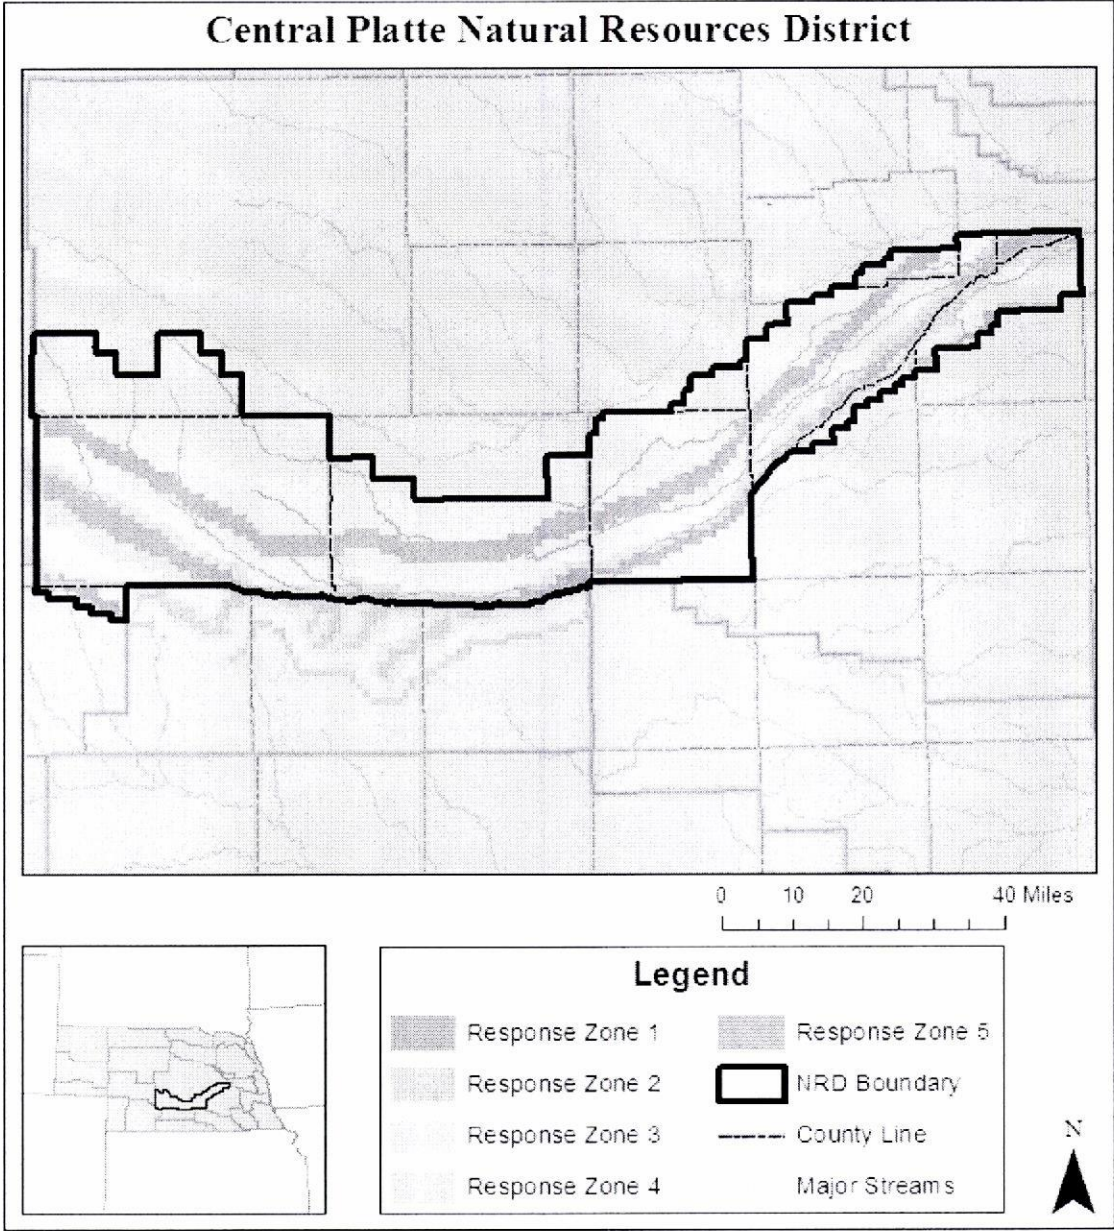 Central Platte Natural Resources District
0 10 20 40 Miles
Legend
Response Zone 1
Response Zone 2
Response Zone 3
Response Zone 4
Response Zone 5
NRD Boundary
County Line
Major Streams
N